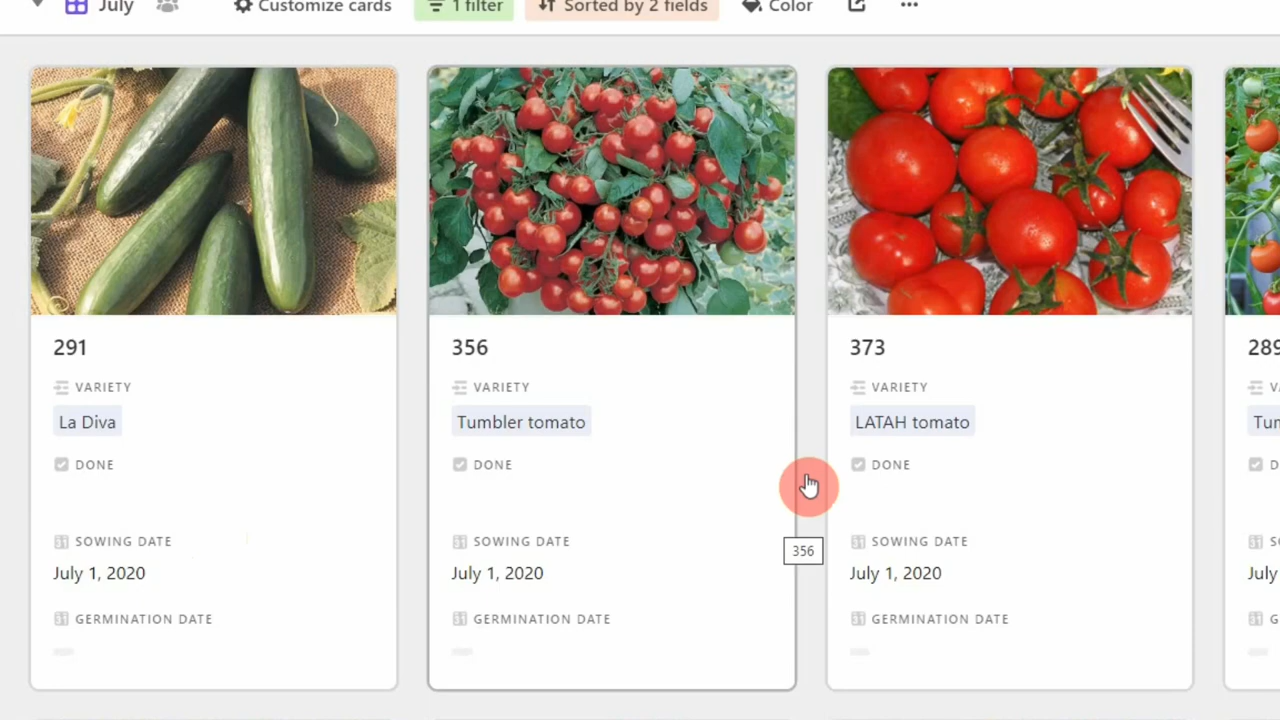 July Customize cards 1 filter Sorted by 2 fields Color
291 356 373 289
VARIETY VARIETY VARIETY
La Diva Tumbler tomato LATAH tomato
DONE DONE DONE
356
SOWING DATE SOWING DATE SOWING DATE
July 1, 2020 July 1, 2020 July 1, 2020 July
GERMINATION DATE GERMINATION DATE GERMINATION DATE